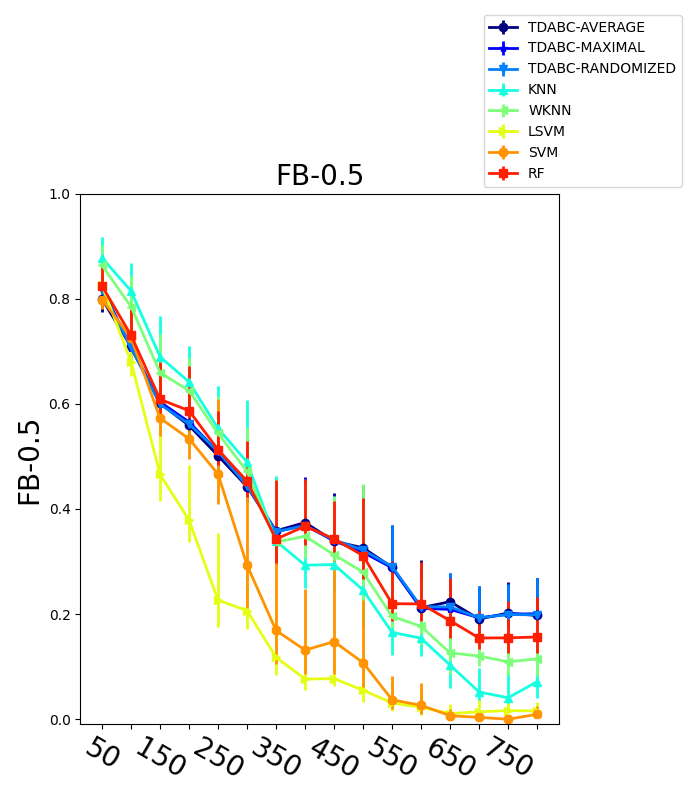 TDABC-AVERAGE
TDABC-MAXIMAL
TDABC-RANDOMIZED
KNN
WKNN
LSVM
SVM
RF
FB-0.5
1.0
0.8
0.6
0.4
0.2
0.0
FB-0.5
50 150 250 350 450 550 650 750